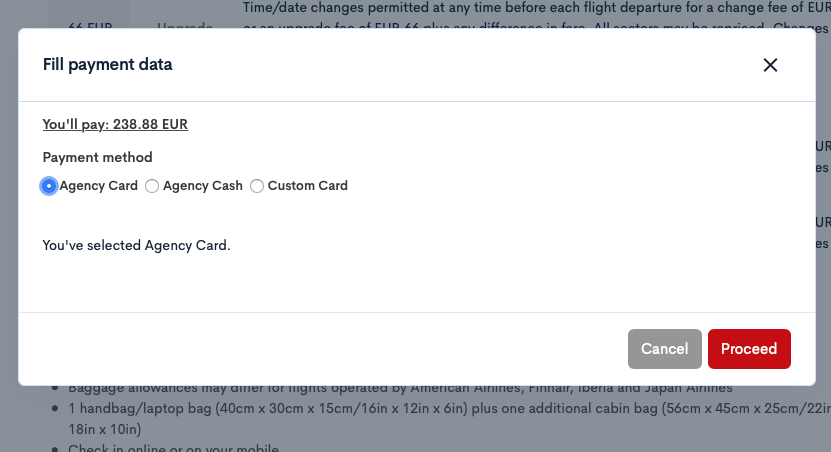 Time/date changes permitted at any time before each flight departure for a change fee of EUR
66 EUR Upgrade or an upgrade fee of EUR 66 plus any difference in fare. All sectors may be repriced. Changes
Fill payment data
You'll pay: 238.88 EUR
Payment method
Agency Card Agency Cash Custom Card
You've selected Agency Card.
Cancel Proceed
Baggage allowances may differ for flights operated by American Airlines, Finnair, Iberia and Japan Airlines
1 handbag/laptop bag (40cm x 30cm x 15cm/16in x 12in x 6in) plus one additional cabin bag (56cm x 45cm x 25cm/22in
18in x 10in)
Check in online or on your mobile